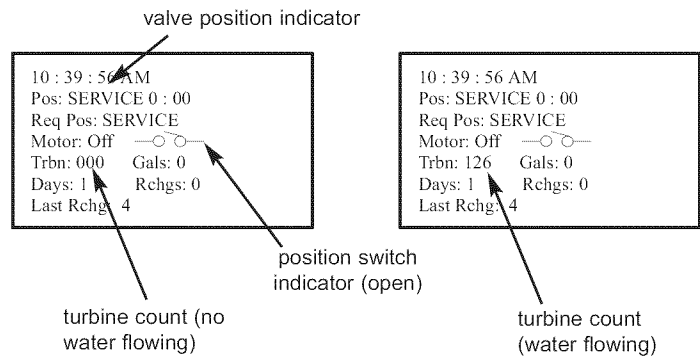 valve position indicator
10 : 39 : 56 AM
Pos: SERVICE 0 : 00
Req Pos: SERVICE
Motor: Off
Trbn: 000 Gals: 0
Days: 1 Rchgs: 0
Last Rchg: 4
10 : 39 : 56 AM
Pos: SERVICE 0 : 00
Req Pos: SERVICE
Motor: Off
Trbn: 126 Gals: 0
Days: 1 Rchgs: 0
Last Rchg: 4
position switch
indicator (open)
turbine count (no
water flowing)
turbine count
(water flowing)